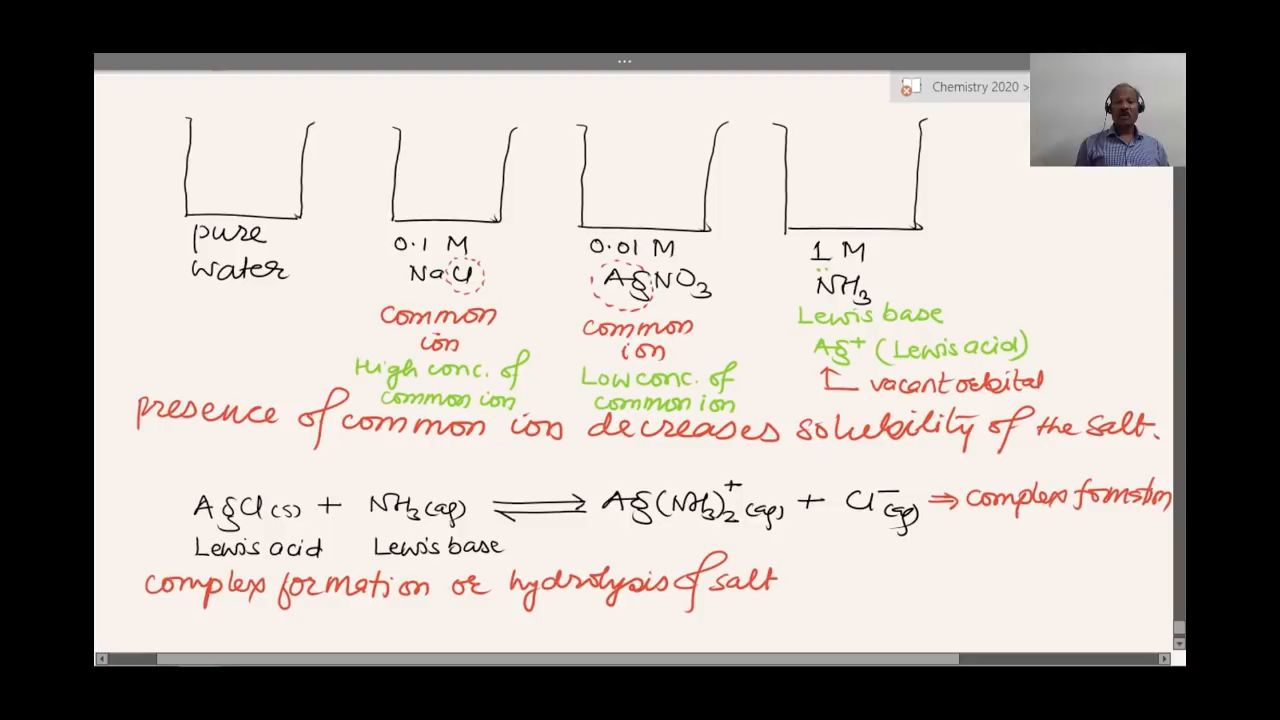 Chemistry 2020 >
pure
water
0.1 M
NaCl
common
ion
High conc. of
common ion
0.01 M
AgNO3
common
ion
Low conc. of
common ion
1 M
N̈H3
Lewis base
Ag+ (Lewis acid)
vacant orbital
presence of common ion decreases solubility of the salt.
AgCl(s) + NH3(aq) ⇌ Ag(NH3)2+(aq) + Cl-(aq) ⇒ complex formation
Lewis acid Lewis base
complex formation or hydrolysis of salt